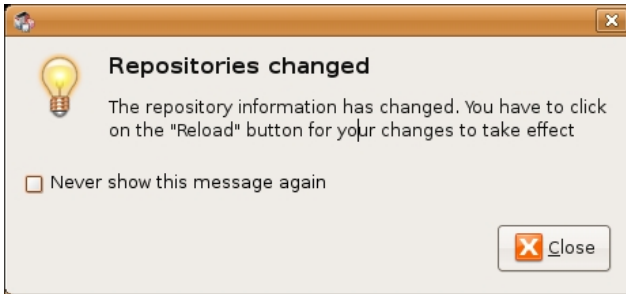 Repositories changed
The repository information has changed. You have to click
on the "Reload" button for your changes to take effect
Never show this message again
Close